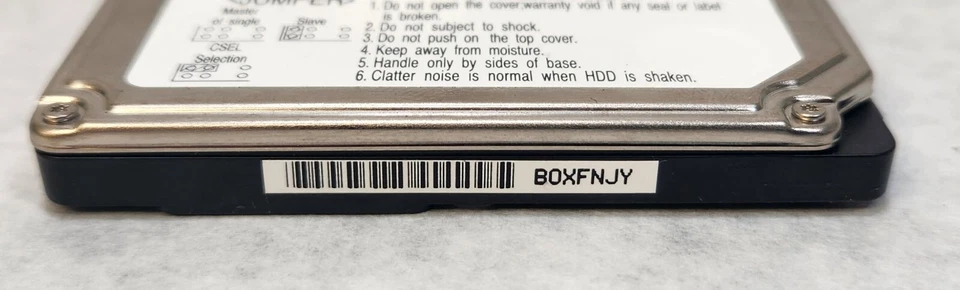 <JUMPER>
Master
or single
Slave
CSEL
Selection
1. Do not open the cover,warranty void if any seal or label
is broken.
2. Do not subject to shock.
3. Do not push on the top cover.
4. Keep away from moisture.
5. Handle only by sides of base.
6. Clatter noise is normal when HDD is shaken.
B0XFNJY